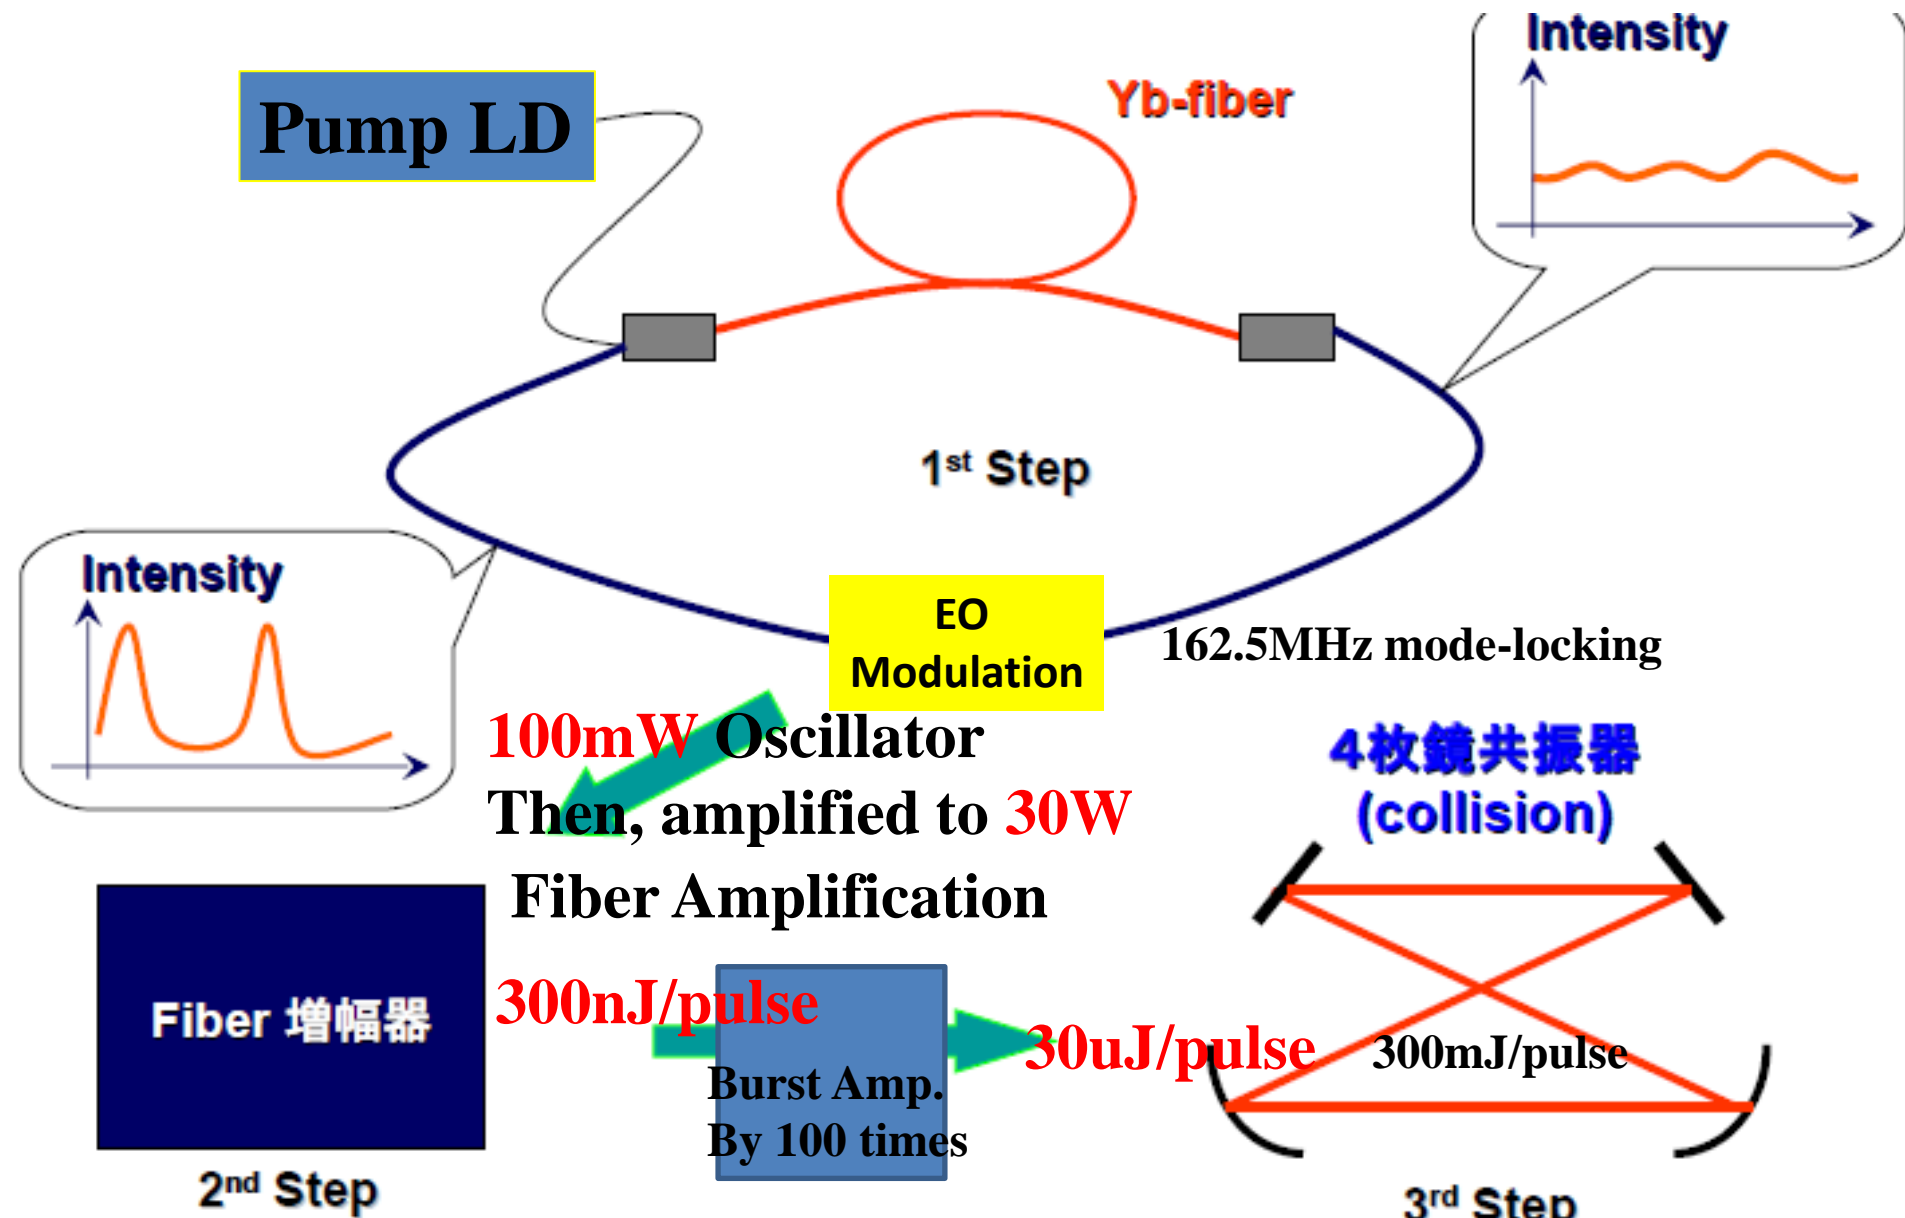 Intensity
Pump LD
Yb-fiber
1st Step
Intensity
EO
Modulation
162.5MHz mode-locking
100mW Oscillator
Then, amplified to 30W
Fiber Amplification
4枚鏡共振器
(collision)
Fiber 増幅器
300nJ/pulse
30uJ/pulse
300mJ/pulse
Burst Amp.
By 100 times
2nd Step
3rd Step